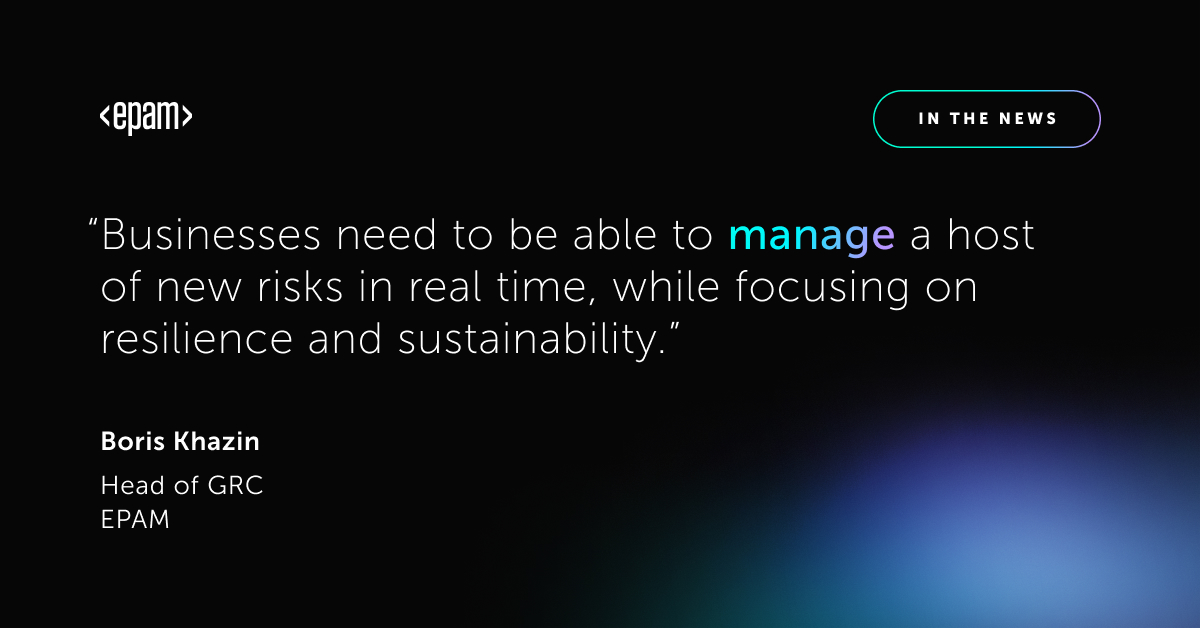 <epam>
IN THE NEWS
“Businesses need to be able to manage a host
of new risks in real time, while focusing on
resilience and sustainability.”
Boris Khazin
Head of GRC
EPAM